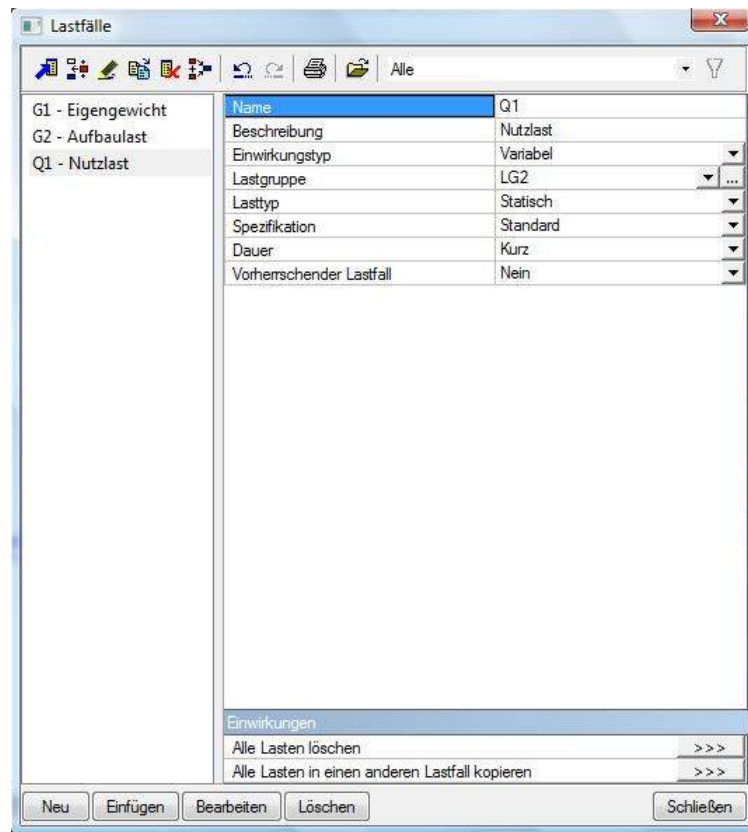 Lastfälle
Alle
G1 - Eigengewicht
G2 - Aufbaulast
Q1 - Nutzlast
Name Q1
Beschreibung Nutzlast
Einwirkungstyp Variabel
Lastgruppe LG2 ...
Lasttyp Statisch
Spezifikation Standard
Dauer Kurz
Vorherrschender Lastfall Nein
Einwirkungen
Alle Lasten löschen >>>
Alle Lasten in einen anderen Lastfall kopieren >>>
Neu Einfügen Bearbeiten Löschen Schließen